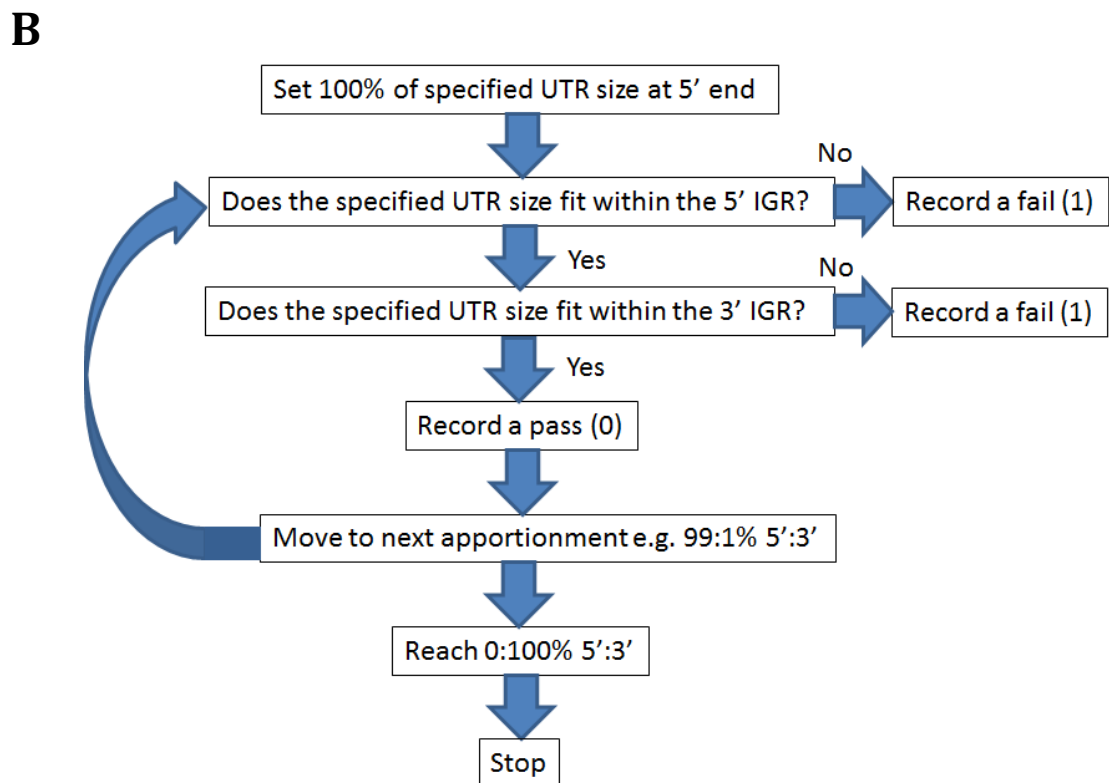 B
Set 100% of specified UTR size at 5’ end
No
Does the specified UTR size fit within the 5’ IGR?
Record a fail (1)
Yes
No
Does the specified UTR size fit within the 3’ IGR?
Record a fail (1)
Yes
Record a pass (0)
Move to next apportionment e.g. 99:1% 5’:3’
Reach 0:100% 5’:3’
Stop